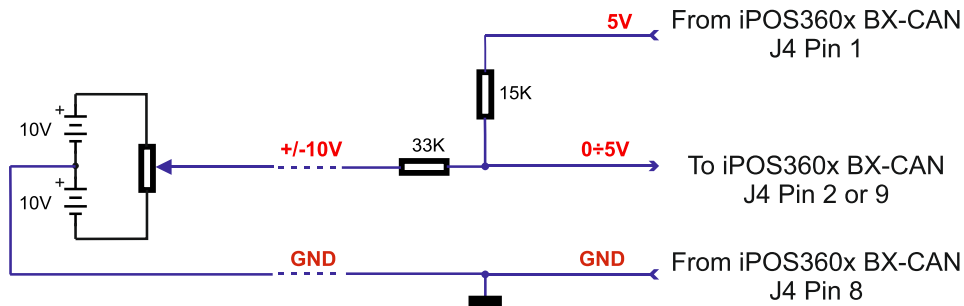 5V
From iPOS360x BX-CAN
J4 Pin 1
15K
+
10V
+/-10V
33K
0÷5V
To iPOS360x BX-CAN
J4 Pin 2 or 9
+
10V
GND
GND
From iPOS360x BX-CAN
J4 Pin 8